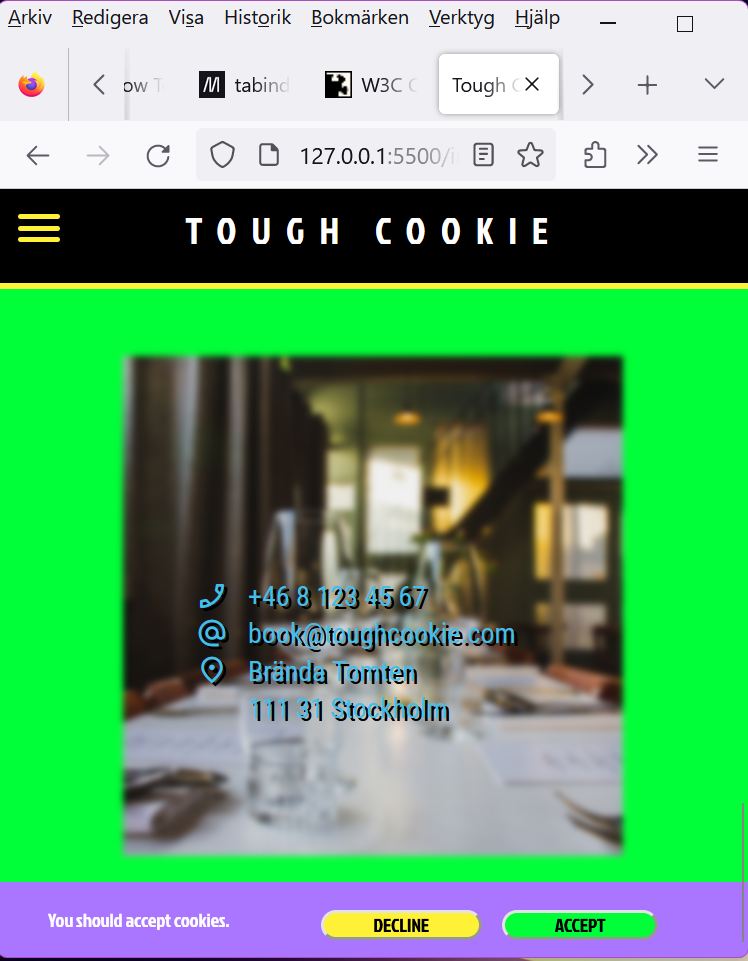 Arkiv Redigera Visa Historik Bokmärken Verktyg Hjälp
ow T tabind W3C Tough
127.0.0.1:5500/i
TOUGH COOKIE
+46 8 123 45 67
book@toughcookie.com
Brända Tomten
111 31 Stockholm
You should accept cookies. DECLINE ACCEPT